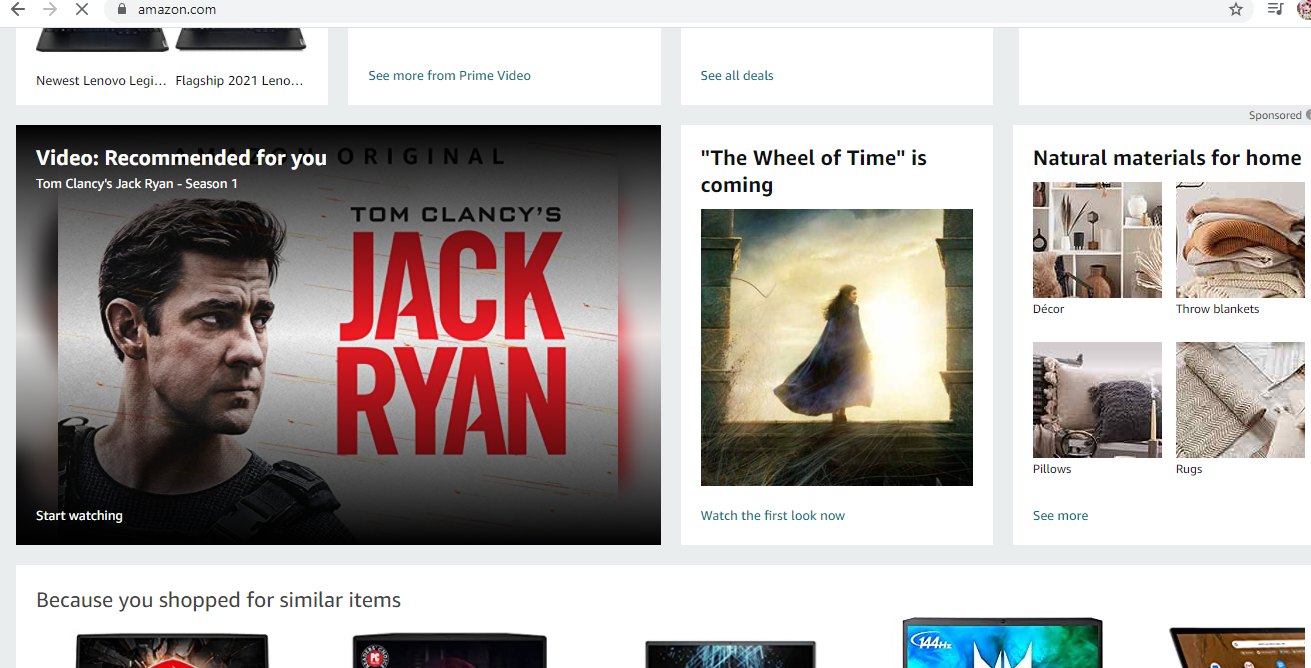 amazon.com
Newest Lenovo Legi...
Flagship 2021 Leno...
See more from Prime Video
See all deals
Sponsored
Video: Recommended for you
AMAZON ORIGINAL
Tom Clancy's Jack Ryan - Season 1
TOM CLANCY'S
JACK
RYAN
Start watching
"The Wheel of Time" is
coming
Watch the first look now
Natural materials for home
Décor
Throw blankets
Pillows
Rugs
See more
Because you shopped for similar items
144Hz